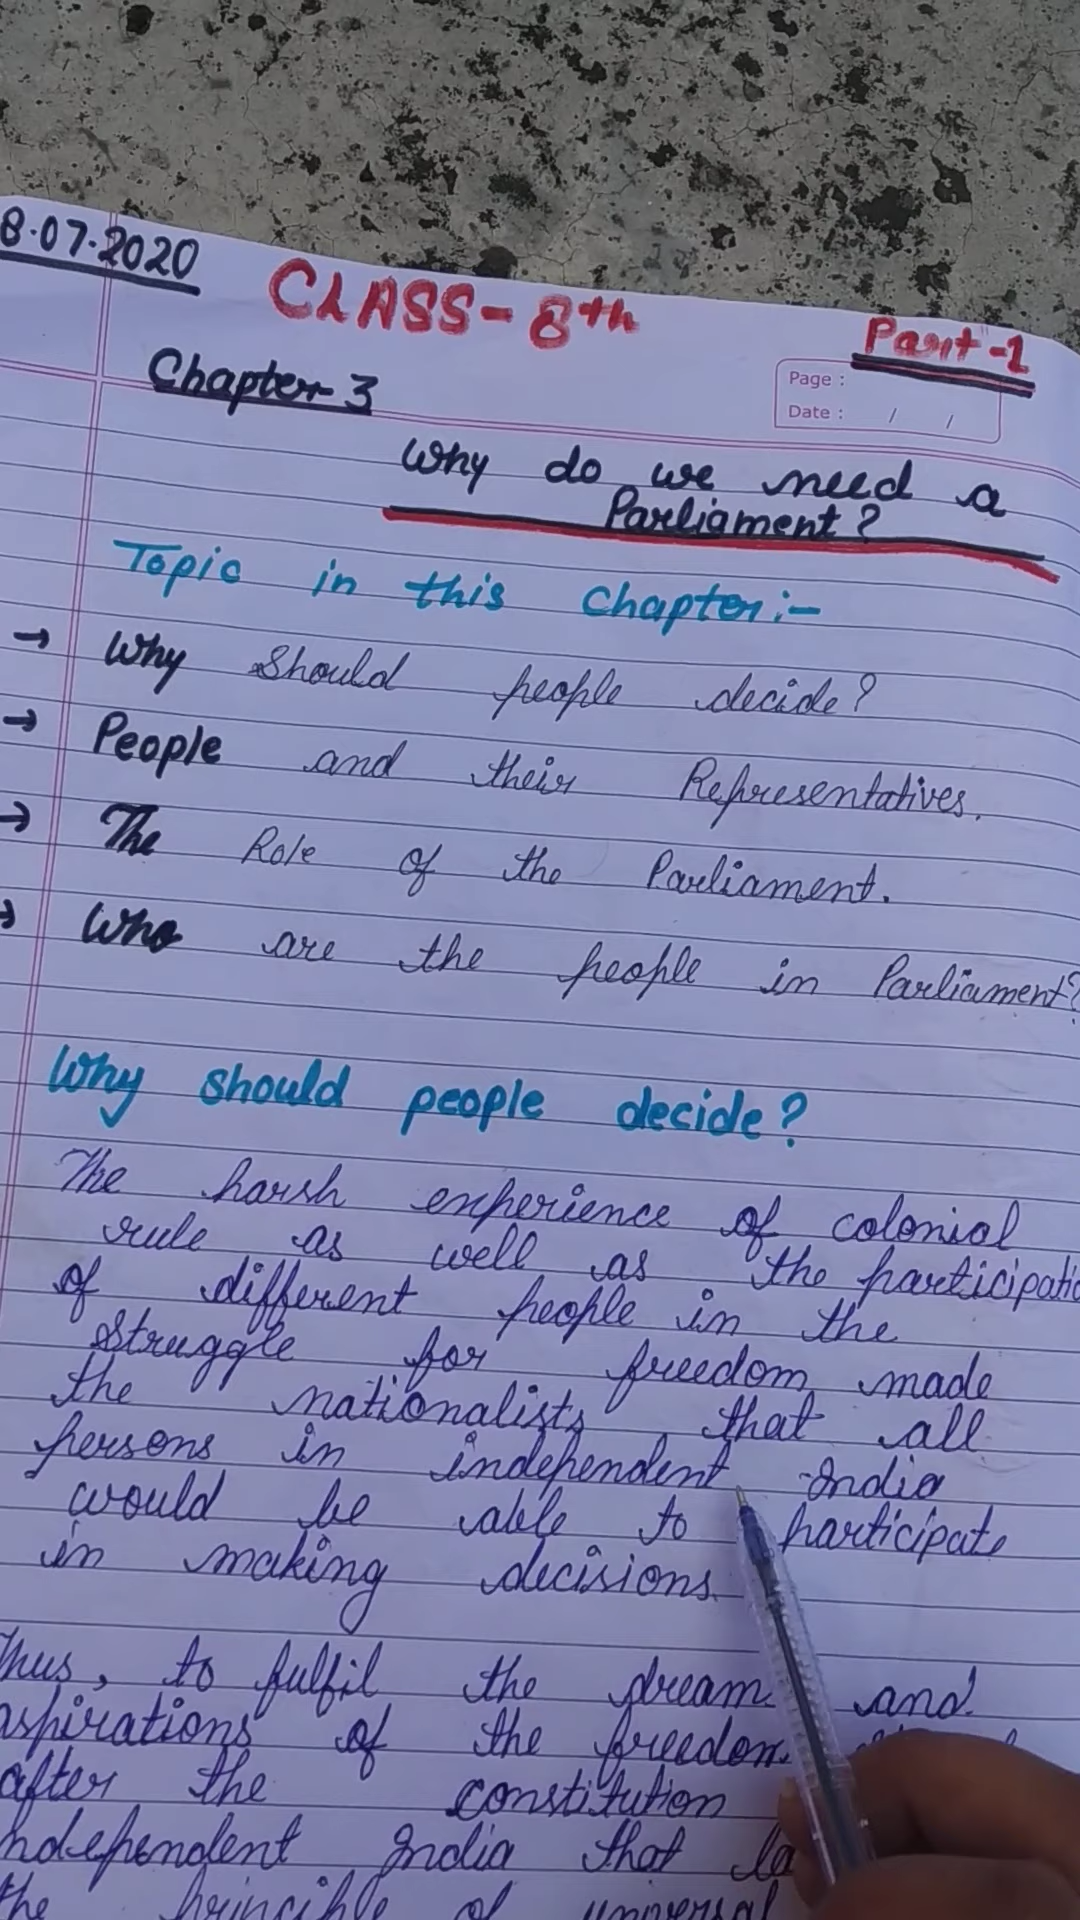 8.07.2020
CLASS- 8th
Part-1
Chapter-3
Page :
Date : / /
Why do we need a
Parliament?
Topic in this Chapter:-
→ Why Should people decide?
→ People and their Representatives.
→ The Role of the Parliament.
→ Who are the people in Parliament?
Why should people decide?
The harsh experience of colonial
rule as well as the participatio
of different people in the
Struggle for freedom made
the nationalists that all
persons in independent India
would be able to participate
in making decisions.
Thus, to fulfil the dream and
aspirations of the freedom
after the constitution
independent India that la
the principle of universal